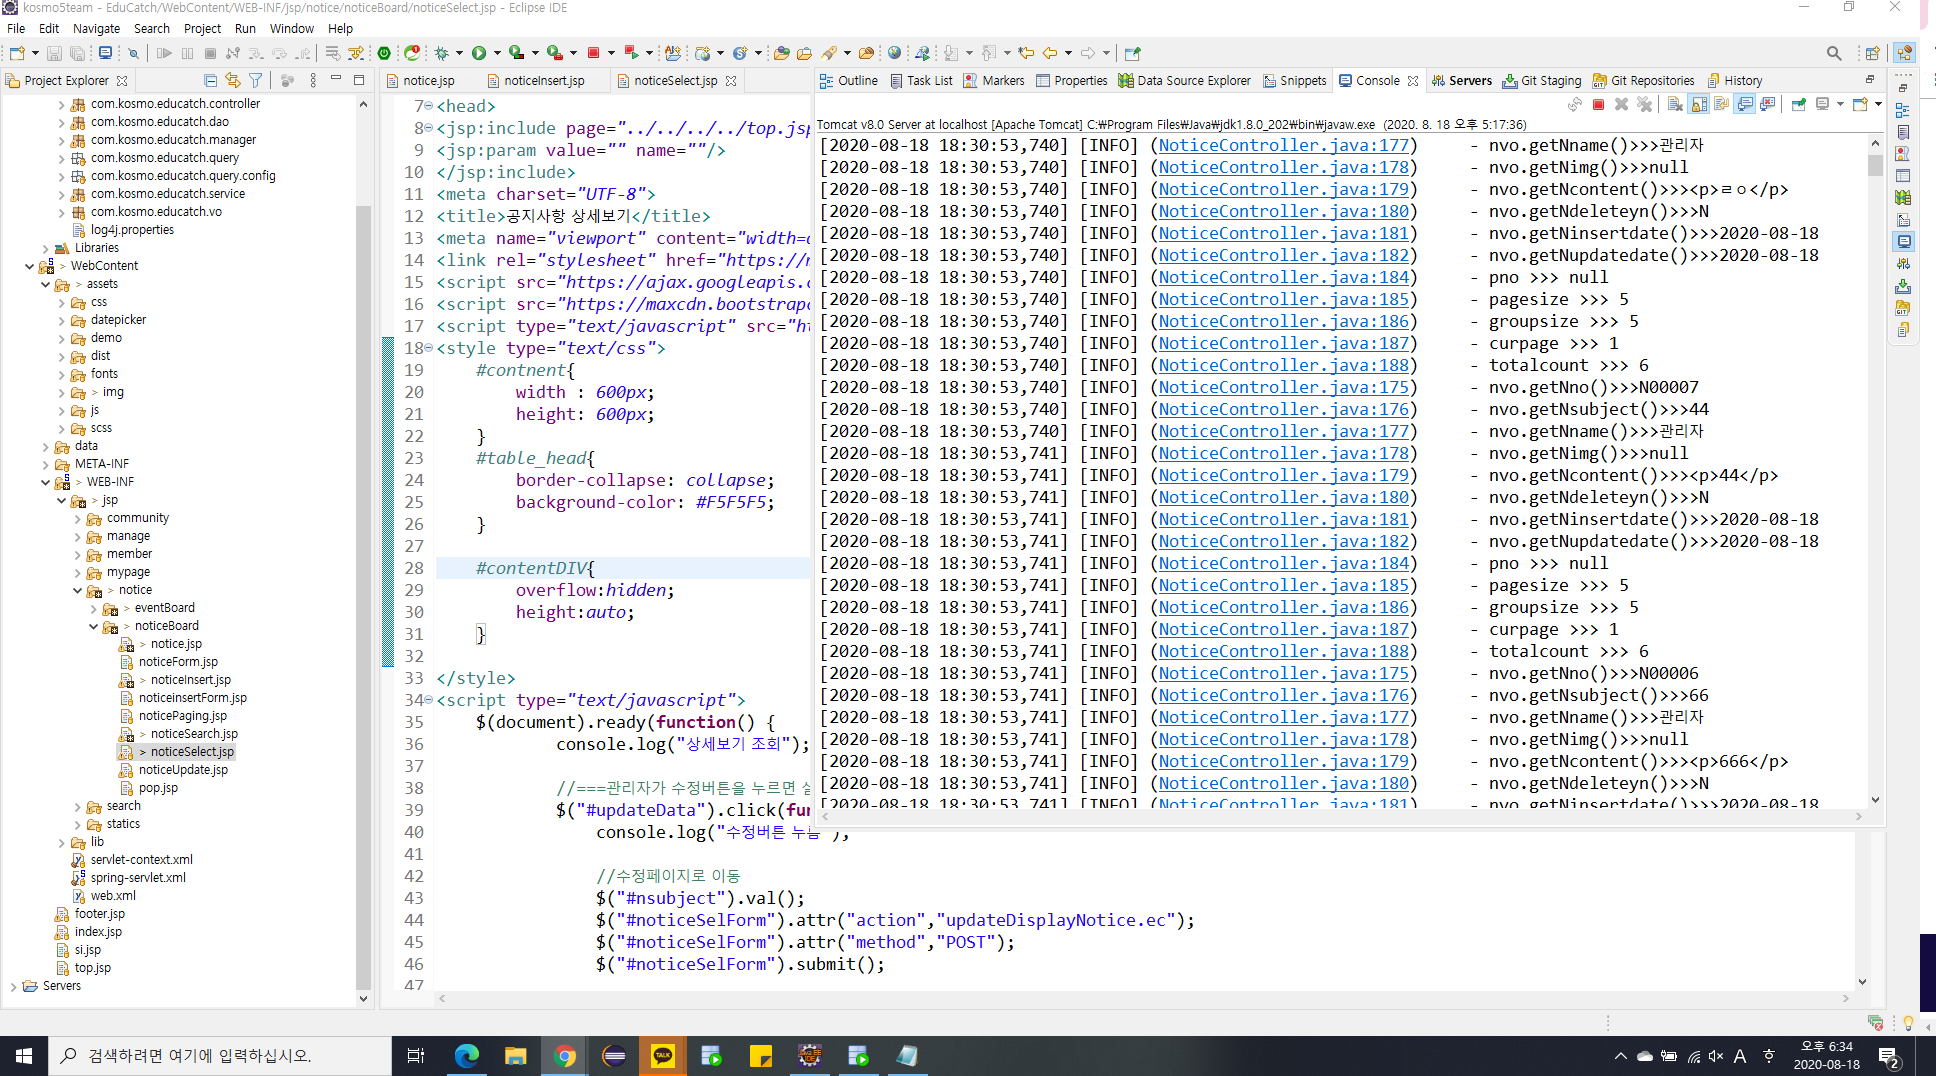 kosmo5team - EduCatch/WebContent/WEB-INF/jsp/notice/noticeBoard/noticeSelect.jsp - Eclipse IDE
File Edit Navigate Search Project Run Window Help
Project Explorer
com.kosmo.educatch.controller
com.kosmo.educatch.dao
com.kosmo.educatch.manager
com.kosmo.educatch.query
com.kosmo.educatch.query.config
com.kosmo.educatch.service
com.kosmo.educatch.vo
log4j.properties
Libraries
> WebContent
> assets
css
datepicker
demo
dist
fonts
> img
js
scss
data
META-INF
> WEB-INF
> jsp
community
manage
member
mypage
> notice
> eventBoard
> noticeBoard
> notice.jsp
noticeForm.jsp
> noticeInsert.jsp
noticeinsertForm.jsp
noticePaging.jsp
> noticeSearch.jsp
> noticeSelect.jsp
noticeUpdate.jsp
pop.jsp
search
statics
lib
servlet-context.xml
spring-servlet.xml
web.xml
footer.jsp
index.jsp
si.jsp
top.jsp
Servers
notice.jsp noticeInsert.jsp noticeSelect.jsp
7 <head>
8 <jsp:include page="../../../../top.jsp
9 <jsp:param value="" name=""/>
10 </jsp:include>
11 <meta charset="UTF-8">
12 <title>공지사항 상세보기</title>
13 <meta name="viewport" content="width=
14 <link rel="stylesheet" href="https://
15 <script src="https://ajax.googleapis.
16 <script src="https://maxcdn.bootstrap
17 <script type="text/javascript" src="ht
18 <style type="text/css">
19 #contnent{
20 width : 600px;
21 height: 600px;
22 }
23 #table_head{
24 border-collapse: collapse;
25 background-color: #F5F5F5;
26 }
27
28 #contentDIV{
29 overflow:hidden;
30 height:auto;
31 }
32
33 </style>
34 <script type="text/javascript">
35 $(document).ready(function() {
36 console.log("상세보기 조회");
37
38 //===관리자가 수정버튼을 누르면
39 $("#updateData").click(fun
40 console.log("수정버튼 누름");
41
42 //수정페이지로 이동
43 $("#nsubject").val();
44 $("#noticeSelForm").attr("action","updateDisplayNotice.ec");
45 $("#noticeSelForm").attr("method","POST");
46 $("#noticeSelForm").submit();
47
Outline Task List Markers Properties Data Source Explorer Snippets Console Servers Git Staging Git Repositories History
Tomcat v8.0 Server at localhost [Apache Tomcat] C:₩Program Files₩Java₩jdk1.8.0_202₩bin₩javaw.exe (2020. 8. 18 오후 5:17:36)
[2020-08-18 18:30:53,740] [INFO] (NoticeController.java:177) - nvo.getNname()>>>관리자
[2020-08-18 18:30:53,740] [INFO] (NoticeController.java:178) - nvo.getNimg()>>>null
[2020-08-18 18:30:53,740] [INFO] (NoticeController.java:179) - nvo.getNcontent()>>><p>ㄹㅇ</p>
[2020-08-18 18:30:53,740] [INFO] (NoticeController.java:180) - nvo.getNdeleteyn()>>>N
[2020-08-18 18:30:53,740] [INFO] (NoticeController.java:181) - nvo.getNinsertdate()>>>2020-08-18
[2020-08-18 18:30:53,740] [INFO] (NoticeController.java:182) - nvo.getNupdatedate()>>>2020-08-18
[2020-08-18 18:30:53,740] [INFO] (NoticeController.java:184) - pno >>> null
[2020-08-18 18:30:53,740] [INFO] (NoticeController.java:185) - pagesize >>> 5
[2020-08-18 18:30:53,740] [INFO] (NoticeController.java:186) - groupsize >>> 5
[2020-08-18 18:30:53,740] [INFO] (NoticeController.java:187) - curpage >>> 1
[2020-08-18 18:30:53,740] [INFO] (NoticeController.java:188) - totalcount >>> 6
[2020-08-18 18:30:53,740] [INFO] (NoticeController.java:175) - nvo.getNno()>>>N00007
[2020-08-18 18:30:53,740] [INFO] (NoticeController.java:176) - nvo.getNsubject()>>>44
[2020-08-18 18:30:53,740] [INFO] (NoticeController.java:177) - nvo.getNname()>>>관리자
[2020-08-18 18:30:53,741] [INFO] (NoticeController.java:178) - nvo.getNimg()>>>null
[2020-08-18 18:30:53,741] [INFO] (NoticeController.java:179) - nvo.getNcontent()>>><p>44</p>
[2020-08-18 18:30:53,741] [INFO] (NoticeController.java:180) - nvo.getNdeleteyn()>>>N
[2020-08-18 18:30:53,741] [INFO] (NoticeController.java:181) - nvo.getNinsertdate()>>>2020-08-18
[2020-08-18 18:30:53,741] [INFO] (NoticeController.java:182) - nvo.getNupdatedate()>>>2020-08-18
[2020-08-18 18:30:53,741] [INFO] (NoticeController.java:184) - pno >>> null
[2020-08-18 18:30:53,741] [INFO] (NoticeController.java:185) - pagesize >>> 5
[2020-08-18 18:30:53,741] [INFO] (NoticeController.java:186) - groupsize >>> 5
[2020-08-18 18:30:53,741] [INFO] (NoticeController.java:187) - curpage >>> 1
[2020-08-18 18:30:53,741] [INFO] (NoticeController.java:188) - totalcount >>> 6
[2020-08-18 18:30:53,741] [INFO] (NoticeController.java:175) - nvo.getNno()>>>N00006
[2020-08-18 18:30:53,741] [INFO] (NoticeController.java:176) - nvo.getNsubject()>>>66
[2020-08-18 18:30:53,741] [INFO] (NoticeController.java:177) - nvo.getNname()>>>관리자
[2020-08-18 18:30:53,741] [INFO] (NoticeController.java:178) - nvo.getNimg()>>>null
[2020-08-18 18:30:53,741] [INFO] (NoticeController.java:179) - nvo.getNcontent()>>><p>666</p>
[2020-08-18 18:30:53,741] [INFO] (NoticeController.java:180) - nvo.getNdeleteyn()>>>N
[2020-08-18 18:30:53,741] [INFO] (NoticeController.java:181) - nvo.getNinsertdate()>>>2020-08-18
검색하려면 여기에 입력하십시오.
TALK
A
오후 6:34
2020-08-18
2